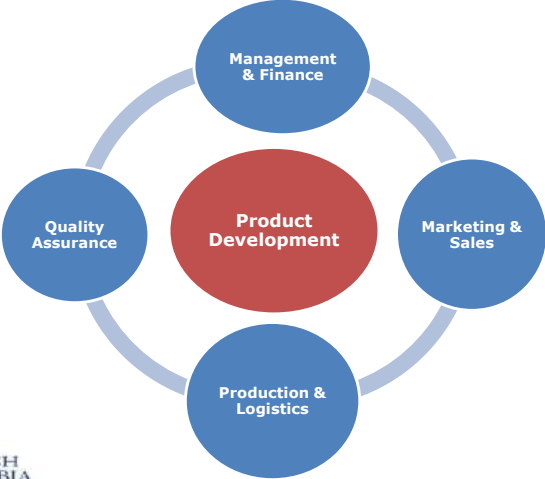 Management
& Finance
Product
Development
Quality
Assurance
Marketing &
Sales
Production &
Logistics